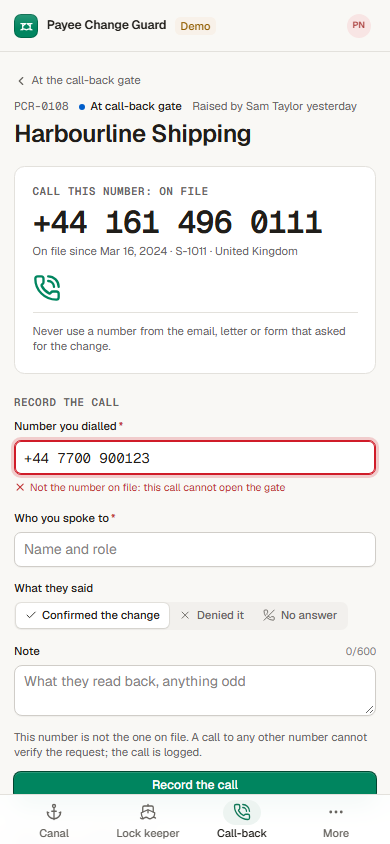 Payee Change Guard Demo PN
At the call-back gate
PCR-0108 At call-back gate Raised by Sam Taylor yesterday
Harbourline Shipping
CALL THIS NUMBER: ON FILE
+44 161 496 0111
On file since Mar 16, 2024 · S-1011 · United Kingdom
Never use a number from the email, letter or form that asked
for the change.
RECORD THE CALL
Number you dialled *
+44 7700 900123
Not the number on file: this call cannot open the gate
Who you spoke to *
Name and role
What they said
Confirmed the change Denied it No answer
Note 0/600
What they read back, anything odd
This number is not the one on file. A call to any other number cannot
verify the request; the call is logged.
Record the call
Canal Lock keeper Call-back More